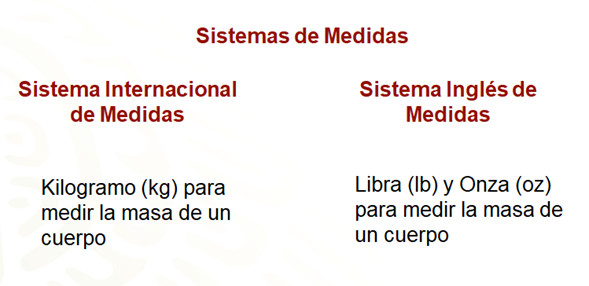 Sistemas de Medidas
Sistema Internacional
de Medidas
Kilogramo (kg) para
medir la masa de un
cuerpo
Sistema Inglés de
Medidas
Libra (lb) y Onza (oz)
para medir la masa de
un cuerpo